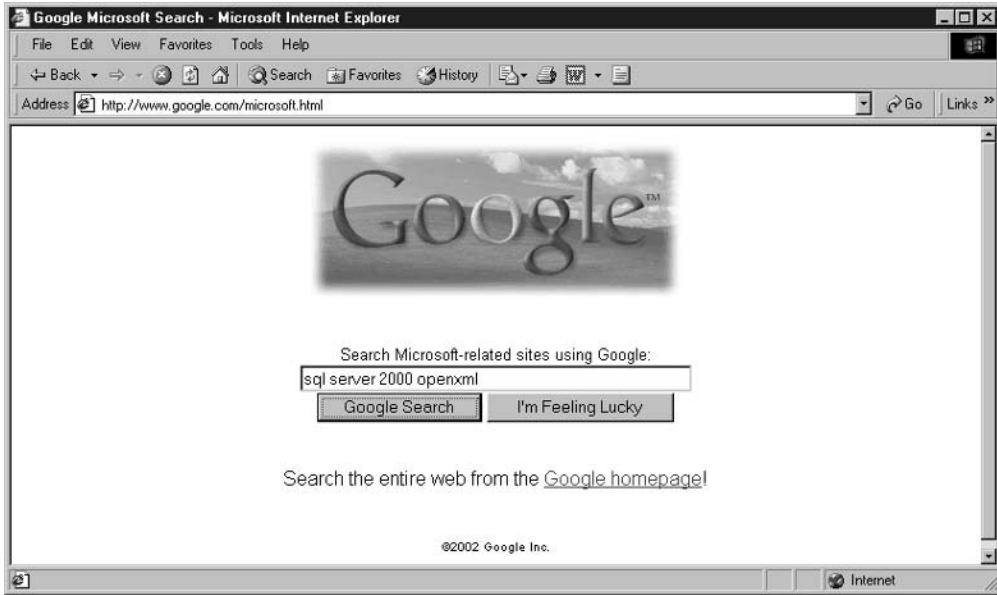 Google Microsoft Search - Microsoft Internet Explorer
File Edit View Favorites Tools Help
Back Search Favorites History
Address http://www.google.com/microsoft.html Go Links »
Google™
Search Microsoft-related sites using Google:
sql server 2000 openxml
Google Search I'm Feeling Lucky
Search the entire web from the Google homepage!
©2002 Google Inc.
Internet